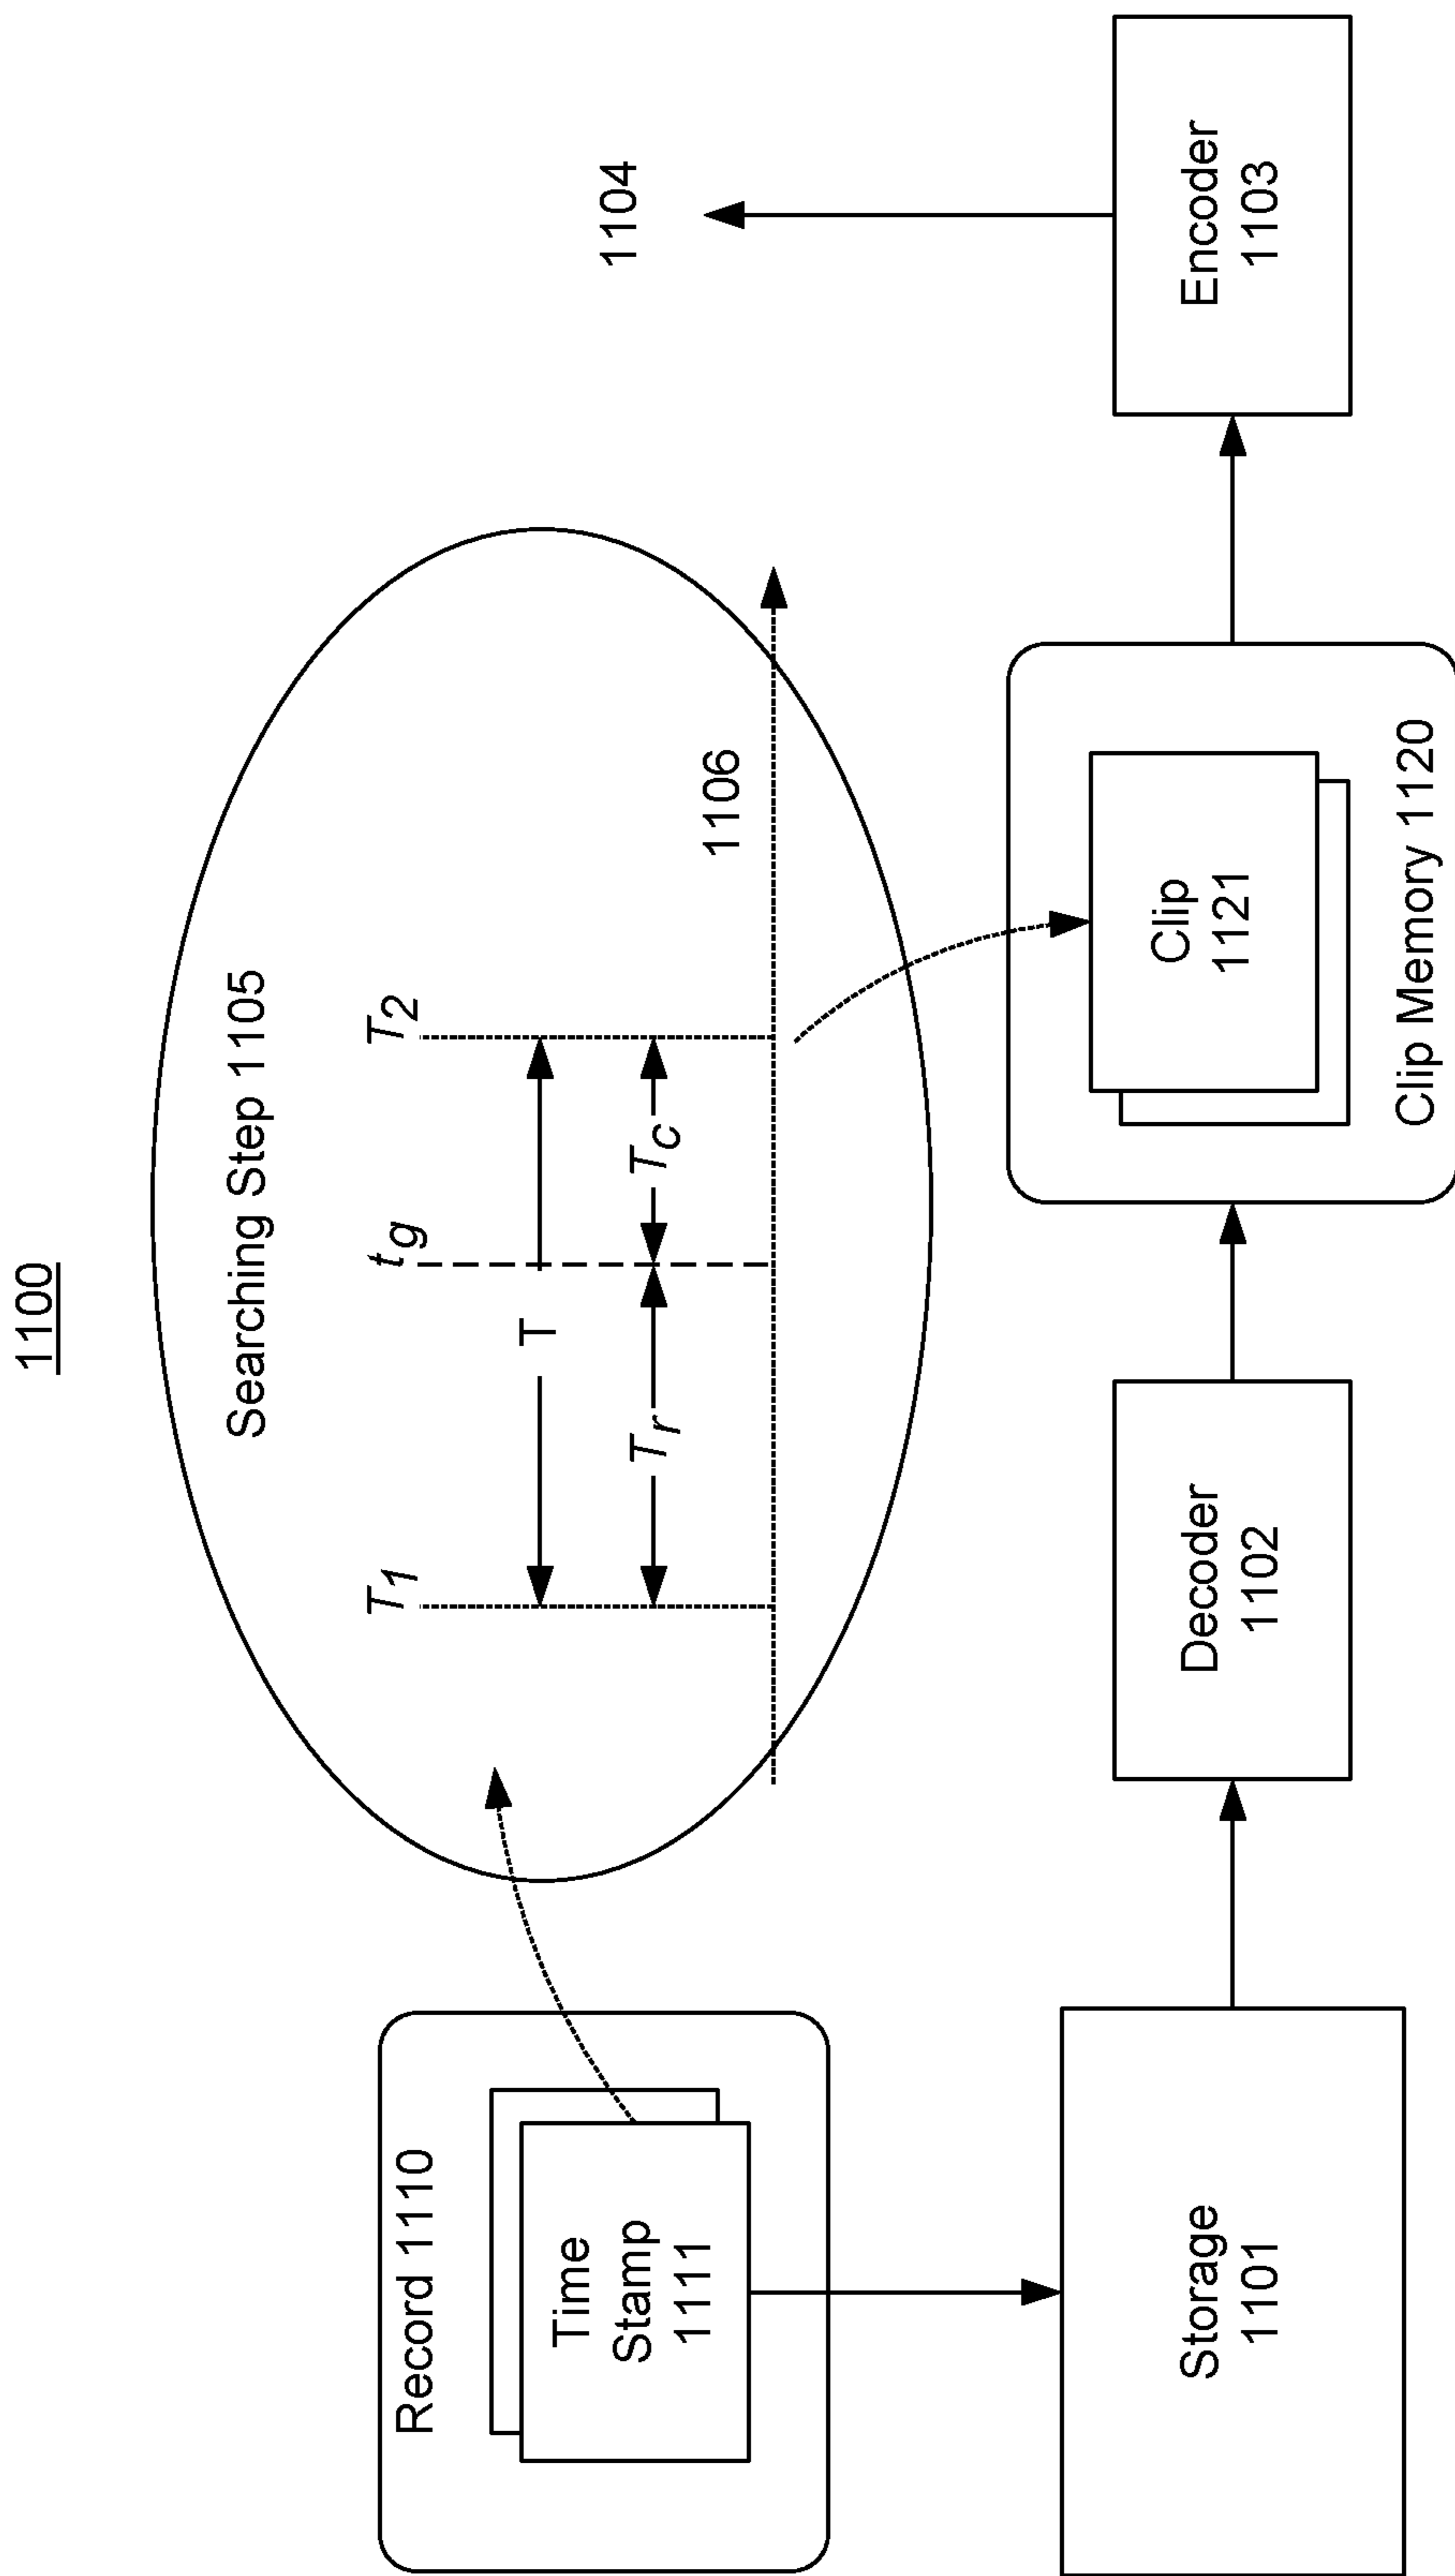 1100
Searching Step 1105
T1
tg
T2
T
Tr
Tc
1106
1104
Record 1110
Time
Stamp
1111
Storage
1101
Decoder
1102
Clip
1121
Clip Memory 1120
Encoder
1103